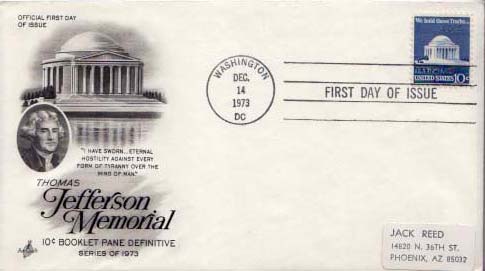 OFFICIAL FIRST DAY
OF ISSUE
"I HAVE SWORN...ETERNAL
HOSTILITY AGAINST EVERY
FORM OF TYRANNY OVER THE
MIND OF MAN."
THOMAS
Jefferson
Memorial
10¢ BOOKLET PANE DEFINITIVE
SERIES OF 1973
WASHINGTON
DEC.
14
1973
DC
FIRST DAY OF ISSUE
We hold these Truths...
UNITED STATES 10¢
JACK REED
14820 N. 36TH ST.
PHOENIX, AZ 85032